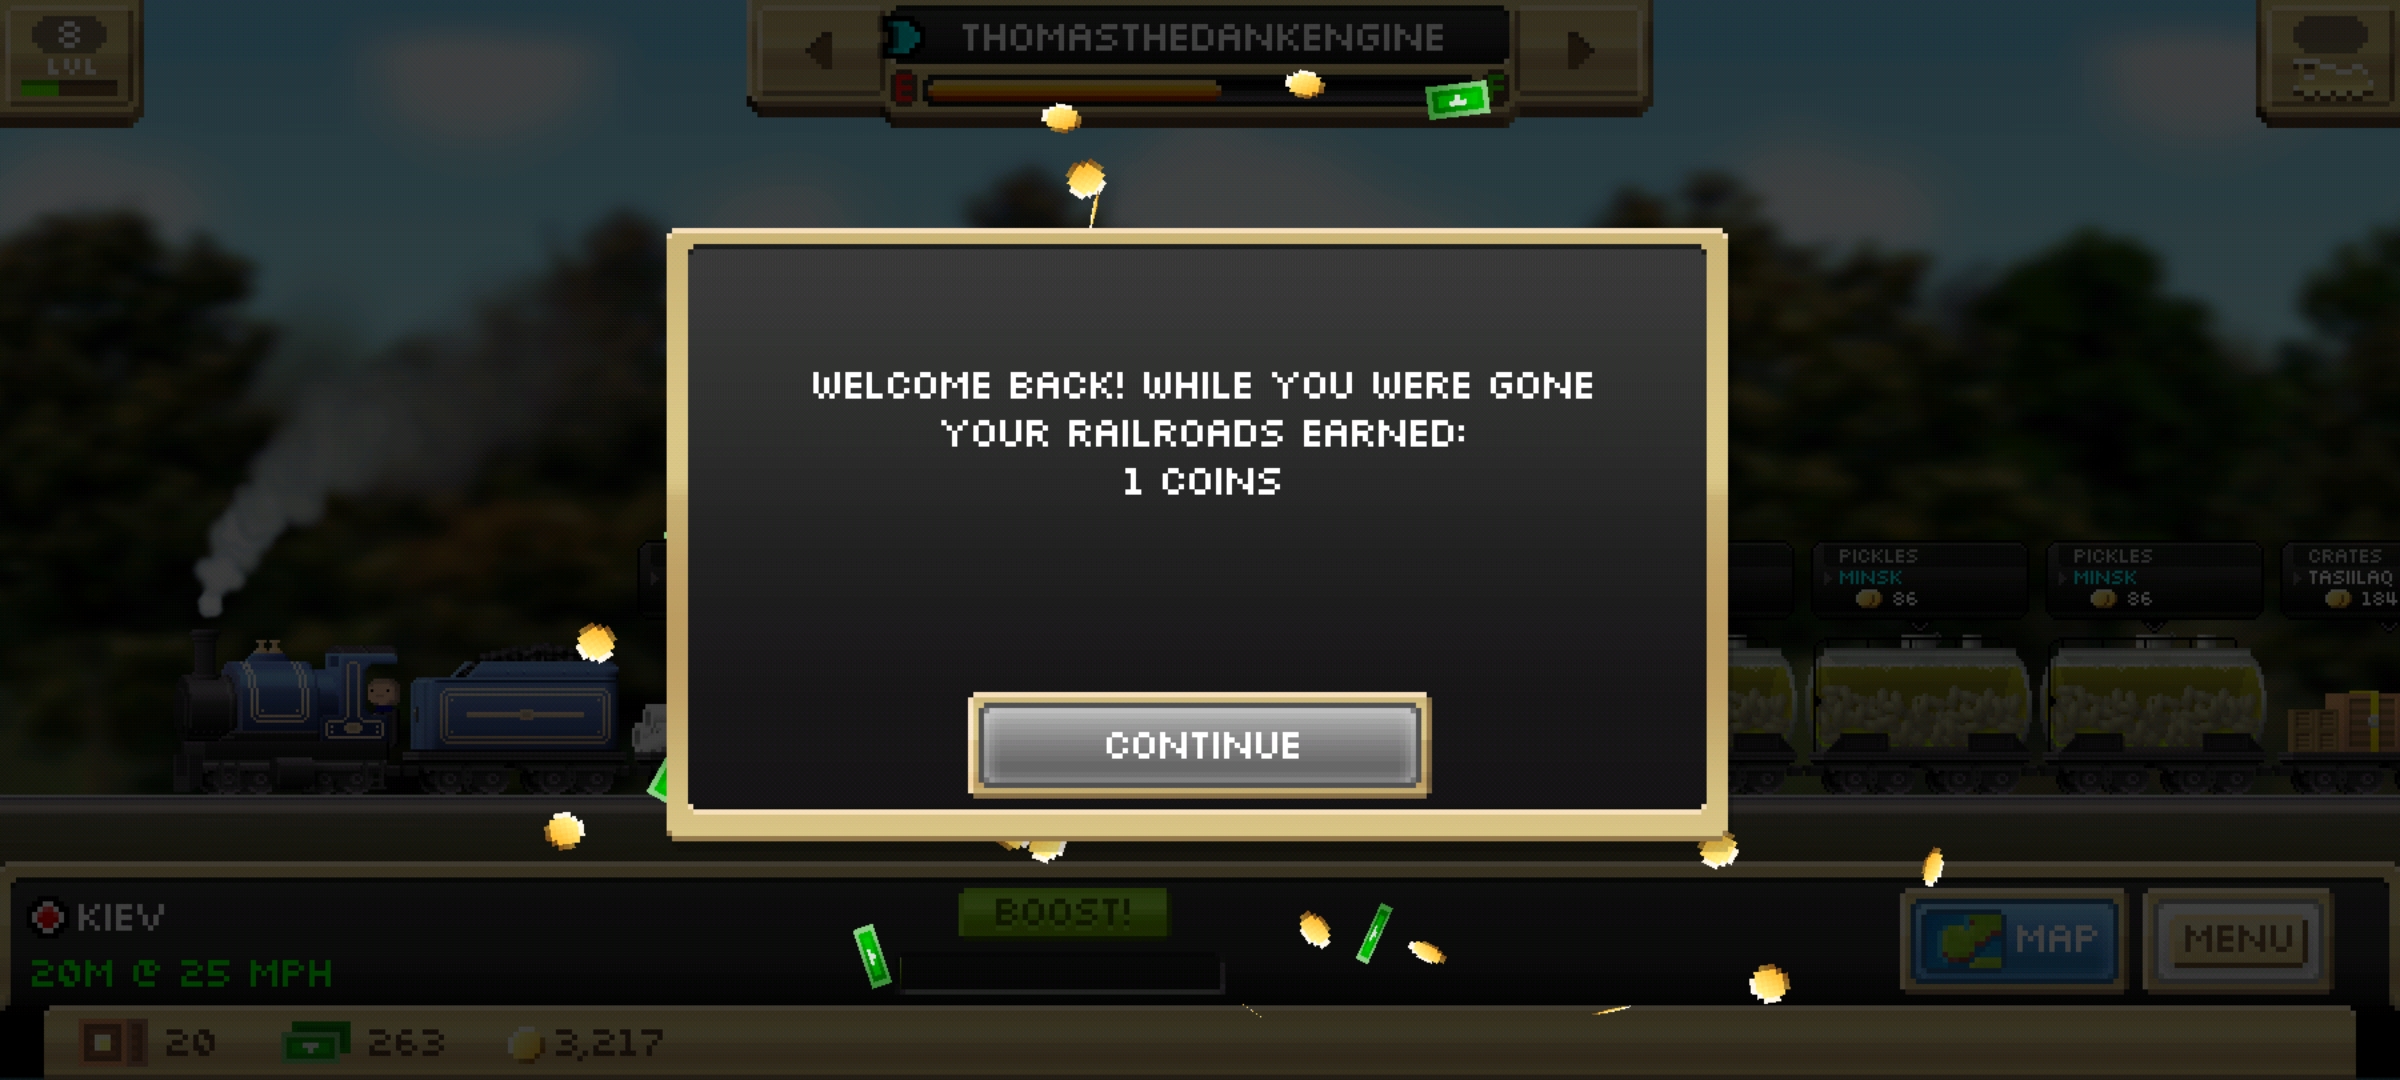 8
LVL
THOMASTHEDANKENGINE
E
F
WELCOME BACK! WHILE YOU WERE GONE
YOUR RAILROADS EARNED:
1 COINS
CONTINUE
PICKLES
MINSK
86
PICKLES
MINSK
86
CRATES
TASIILAQ
184
KIEV
20M @ 25 MPH
BOOST!
MAP
MENU
20
263
3,217